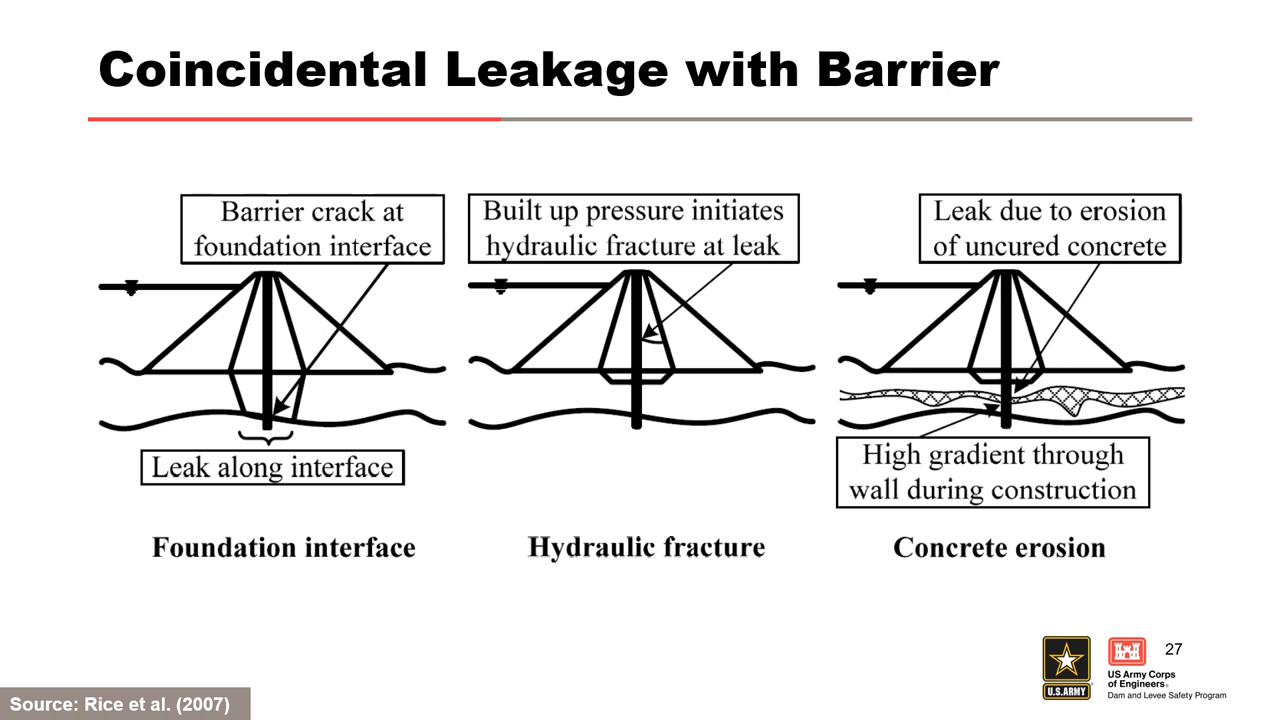 Coincidental Leakage with Barrier
Barrier crack at
foundation interface
Leak along interface
Foundation interface
Built up pressure initiates
hydraulic fracture at leak
Hydraulic fracture
Leak due to erosion
of uncured concrete
High gradient through
wall during construction
Concrete erosion
U.S.ARMY
US Army Corps
of Engineers®
Dam and Levee Safety Program
27
Source: Rice et al. (2007)